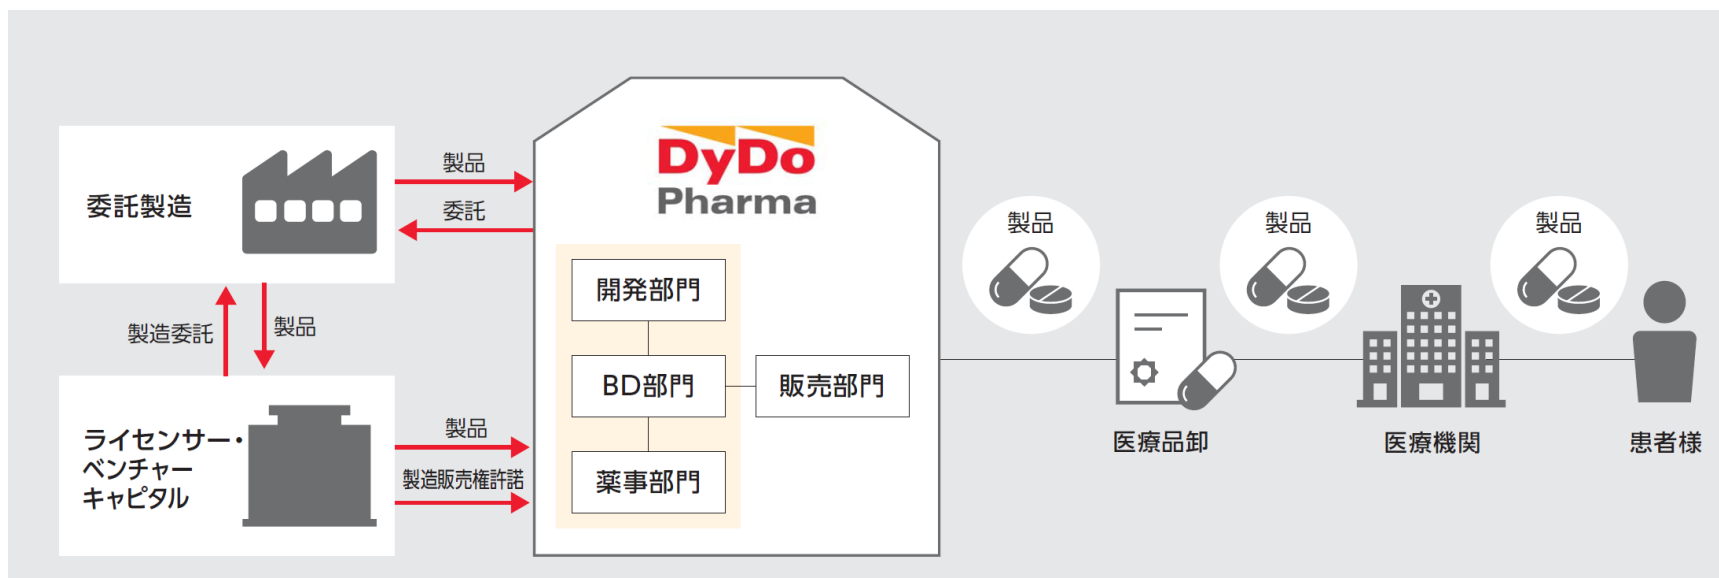 委託製造
製品
委託
製造委託
製品
ライセンサー・
ベンチャー
キャピタル
製品
製造販売権許諾
DyDo
Pharma
開発部門
BD部門
販売部門
薬事部門
製品
製品
製品
医療品卸
医療機関
患者様